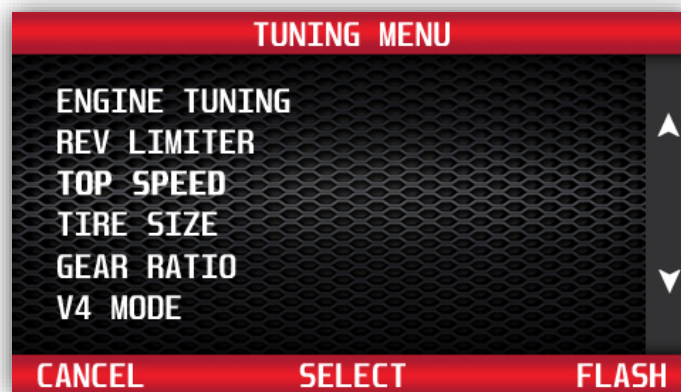 TUNING MENU
ENGINE TUNING
REV LIMITER
TOP SPEED
TIRE SIZE
GEAR RATIO
V4 MODE
CANCEL SELECT FLASH